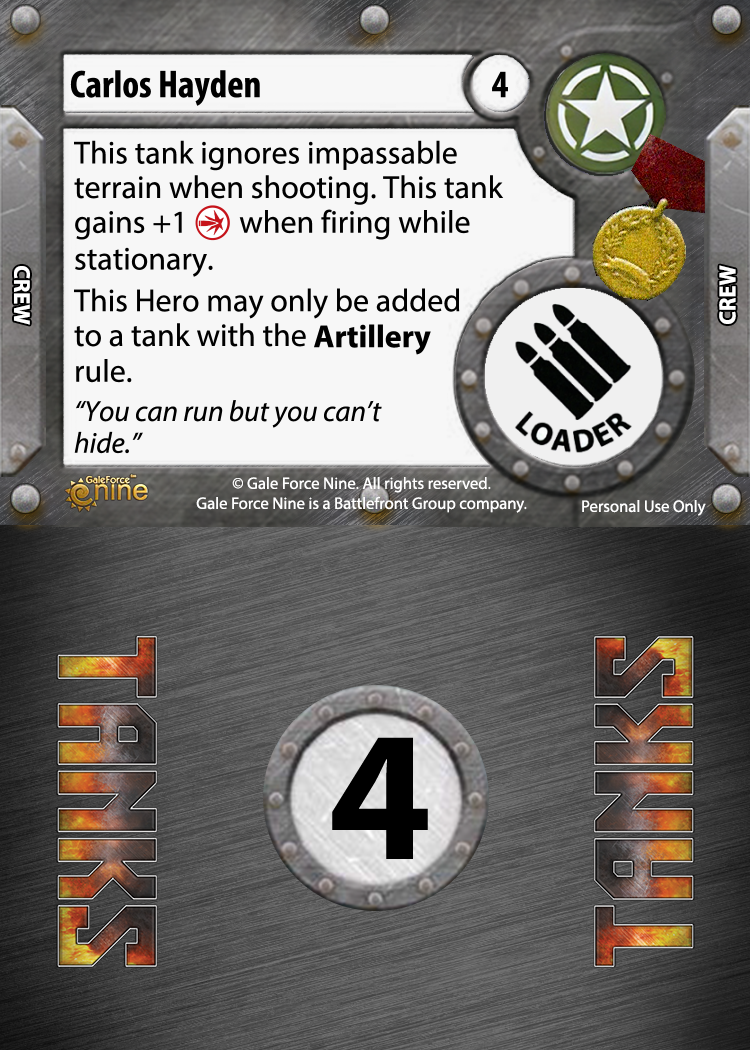 Carlos Hayden
4
This tank ignores impassable
terrain when shooting. This tank
gains +1 when firing while
stationary.
This Hero may only be added
to a tank with the Artillery
rule.
“You can run but you can’t
hide.”
CREW
CREW
LOADER
GaleForce™
nine
© Gale Force Nine. All rights reserved.
Gale Force Nine is a Battlefront Group company.
Personal Use Only
TANKS
4
TANKS